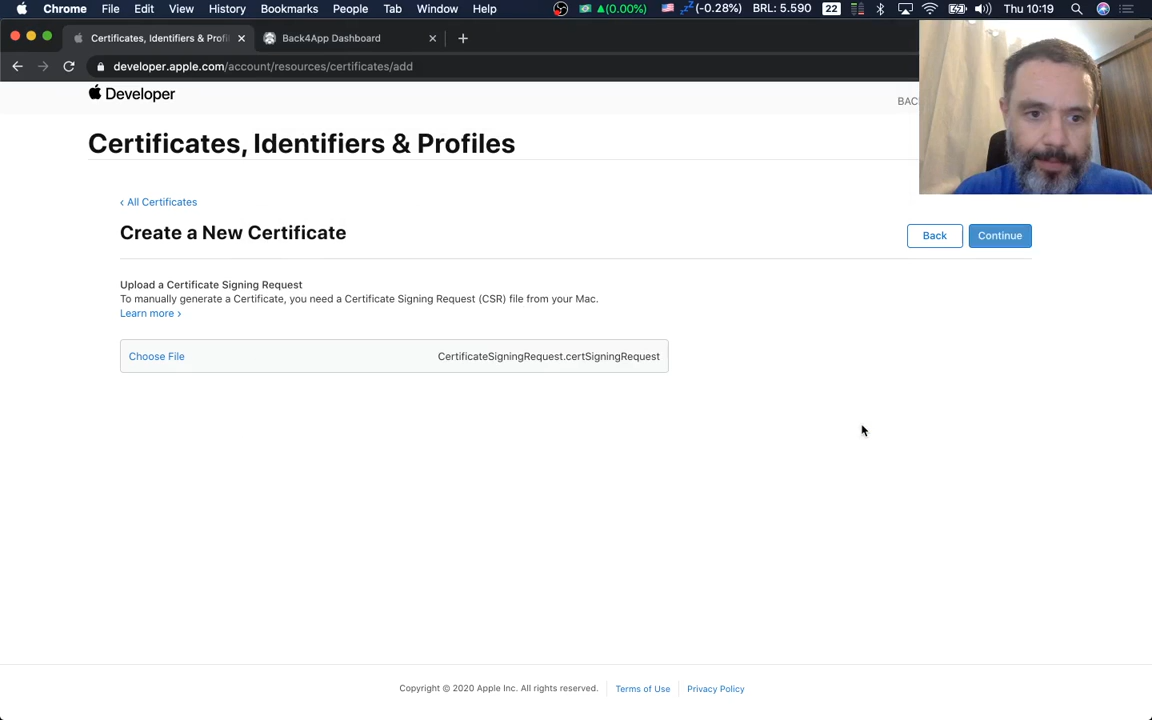 Chrome File Edit View History Bookmarks People Tab Window Help (0.00%) (-0.28%) BRL: 5.590 22 Thu 10:19
Certificates, Identifiers & Profi
Back4App Dashboard
developer.apple.com/account/resources/certificates/add
Developer
BAC
Certificates, Identifiers & Profiles
‹ All Certificates
Create a New Certificate
Back
Continue
Upload a Certificate Signing Request
To manually generate a Certificate, you need a Certificate Signing Request (CSR) file from your Mac.
Learn more ›
Choose File
CertificateSigningRequest.certSigningRequest
Copyright © 2020 Apple Inc. All rights reserved.
Terms of Use
Privacy Policy